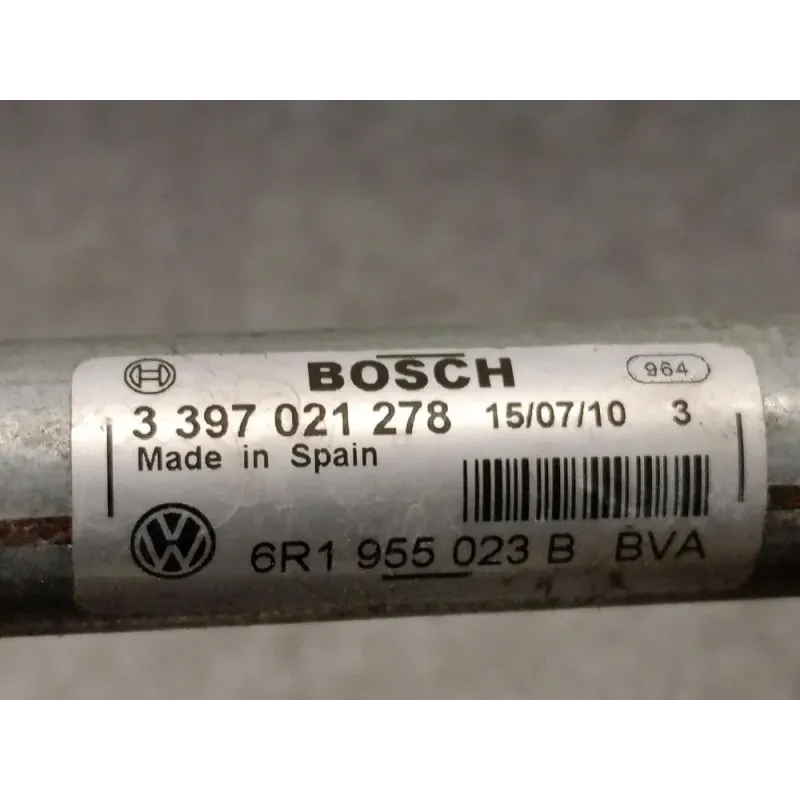 BOSCH 964
3 397 021 278 15/07/10 3
Made in Spain
6R1 955 023 B BVA